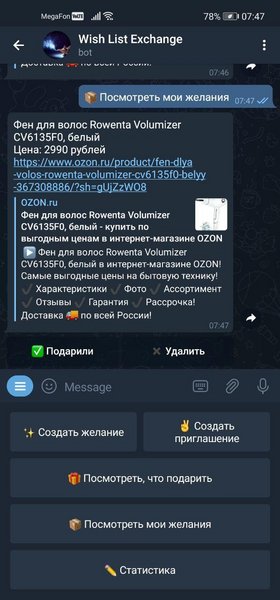 MegaFon VoLTE 78% 07:47
Wish List Exchange
bot
Доставка 🚚 по всей России!
07:46
📦 Посмотреть мои желания 07:47
Фен для волос Rowenta Volumizer
CV6135F0, белый
Цена: 2990 рублей
https://www.ozon.ru/product/fen-dlya
-volos-rowenta-volumizer-cv6135f0-belyy
-367308886/?sh=gUjZzWO8
OZON.ru
Фен для волос Rowenta Volumizer
CV6135F0, белый - купить по
выгодным ценам в интернет-магазине OZON
▶️ Фен для волос Rowenta Volumizer
CV6135F0, белый в интернет-магазине OZON!
Самые выгодные цены на бытовую технику!
✔️ Характеристики ✔️ Фото ✔️ Ассортимент
✔️ Отзывы ✔️ Гарантия ✔️ Рассрочка!
Доставка 🚚 по всей России!
07:47
✅ Подарили ✖️ Удалить
Message
✨ Создать желание
✌️ Создать
приглашение
🎁 Посмотреть, что подарить
📦 Посмотреть мои желания
✏️ Статистика